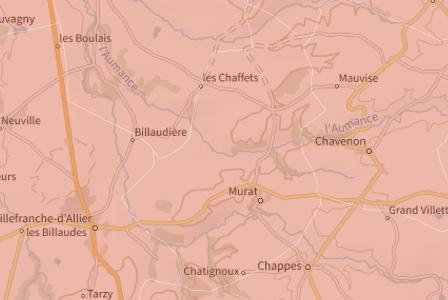 uvagny
les Boulais
l'Aumance
les Chaffets
Mauvise
Neuville
Billaudière
l'Aumance
Chavenon
eurs
Murat
illefranche-d'Allier
les Billaudes
Grand Villett
Chatignoux
Chappes
Tarzy